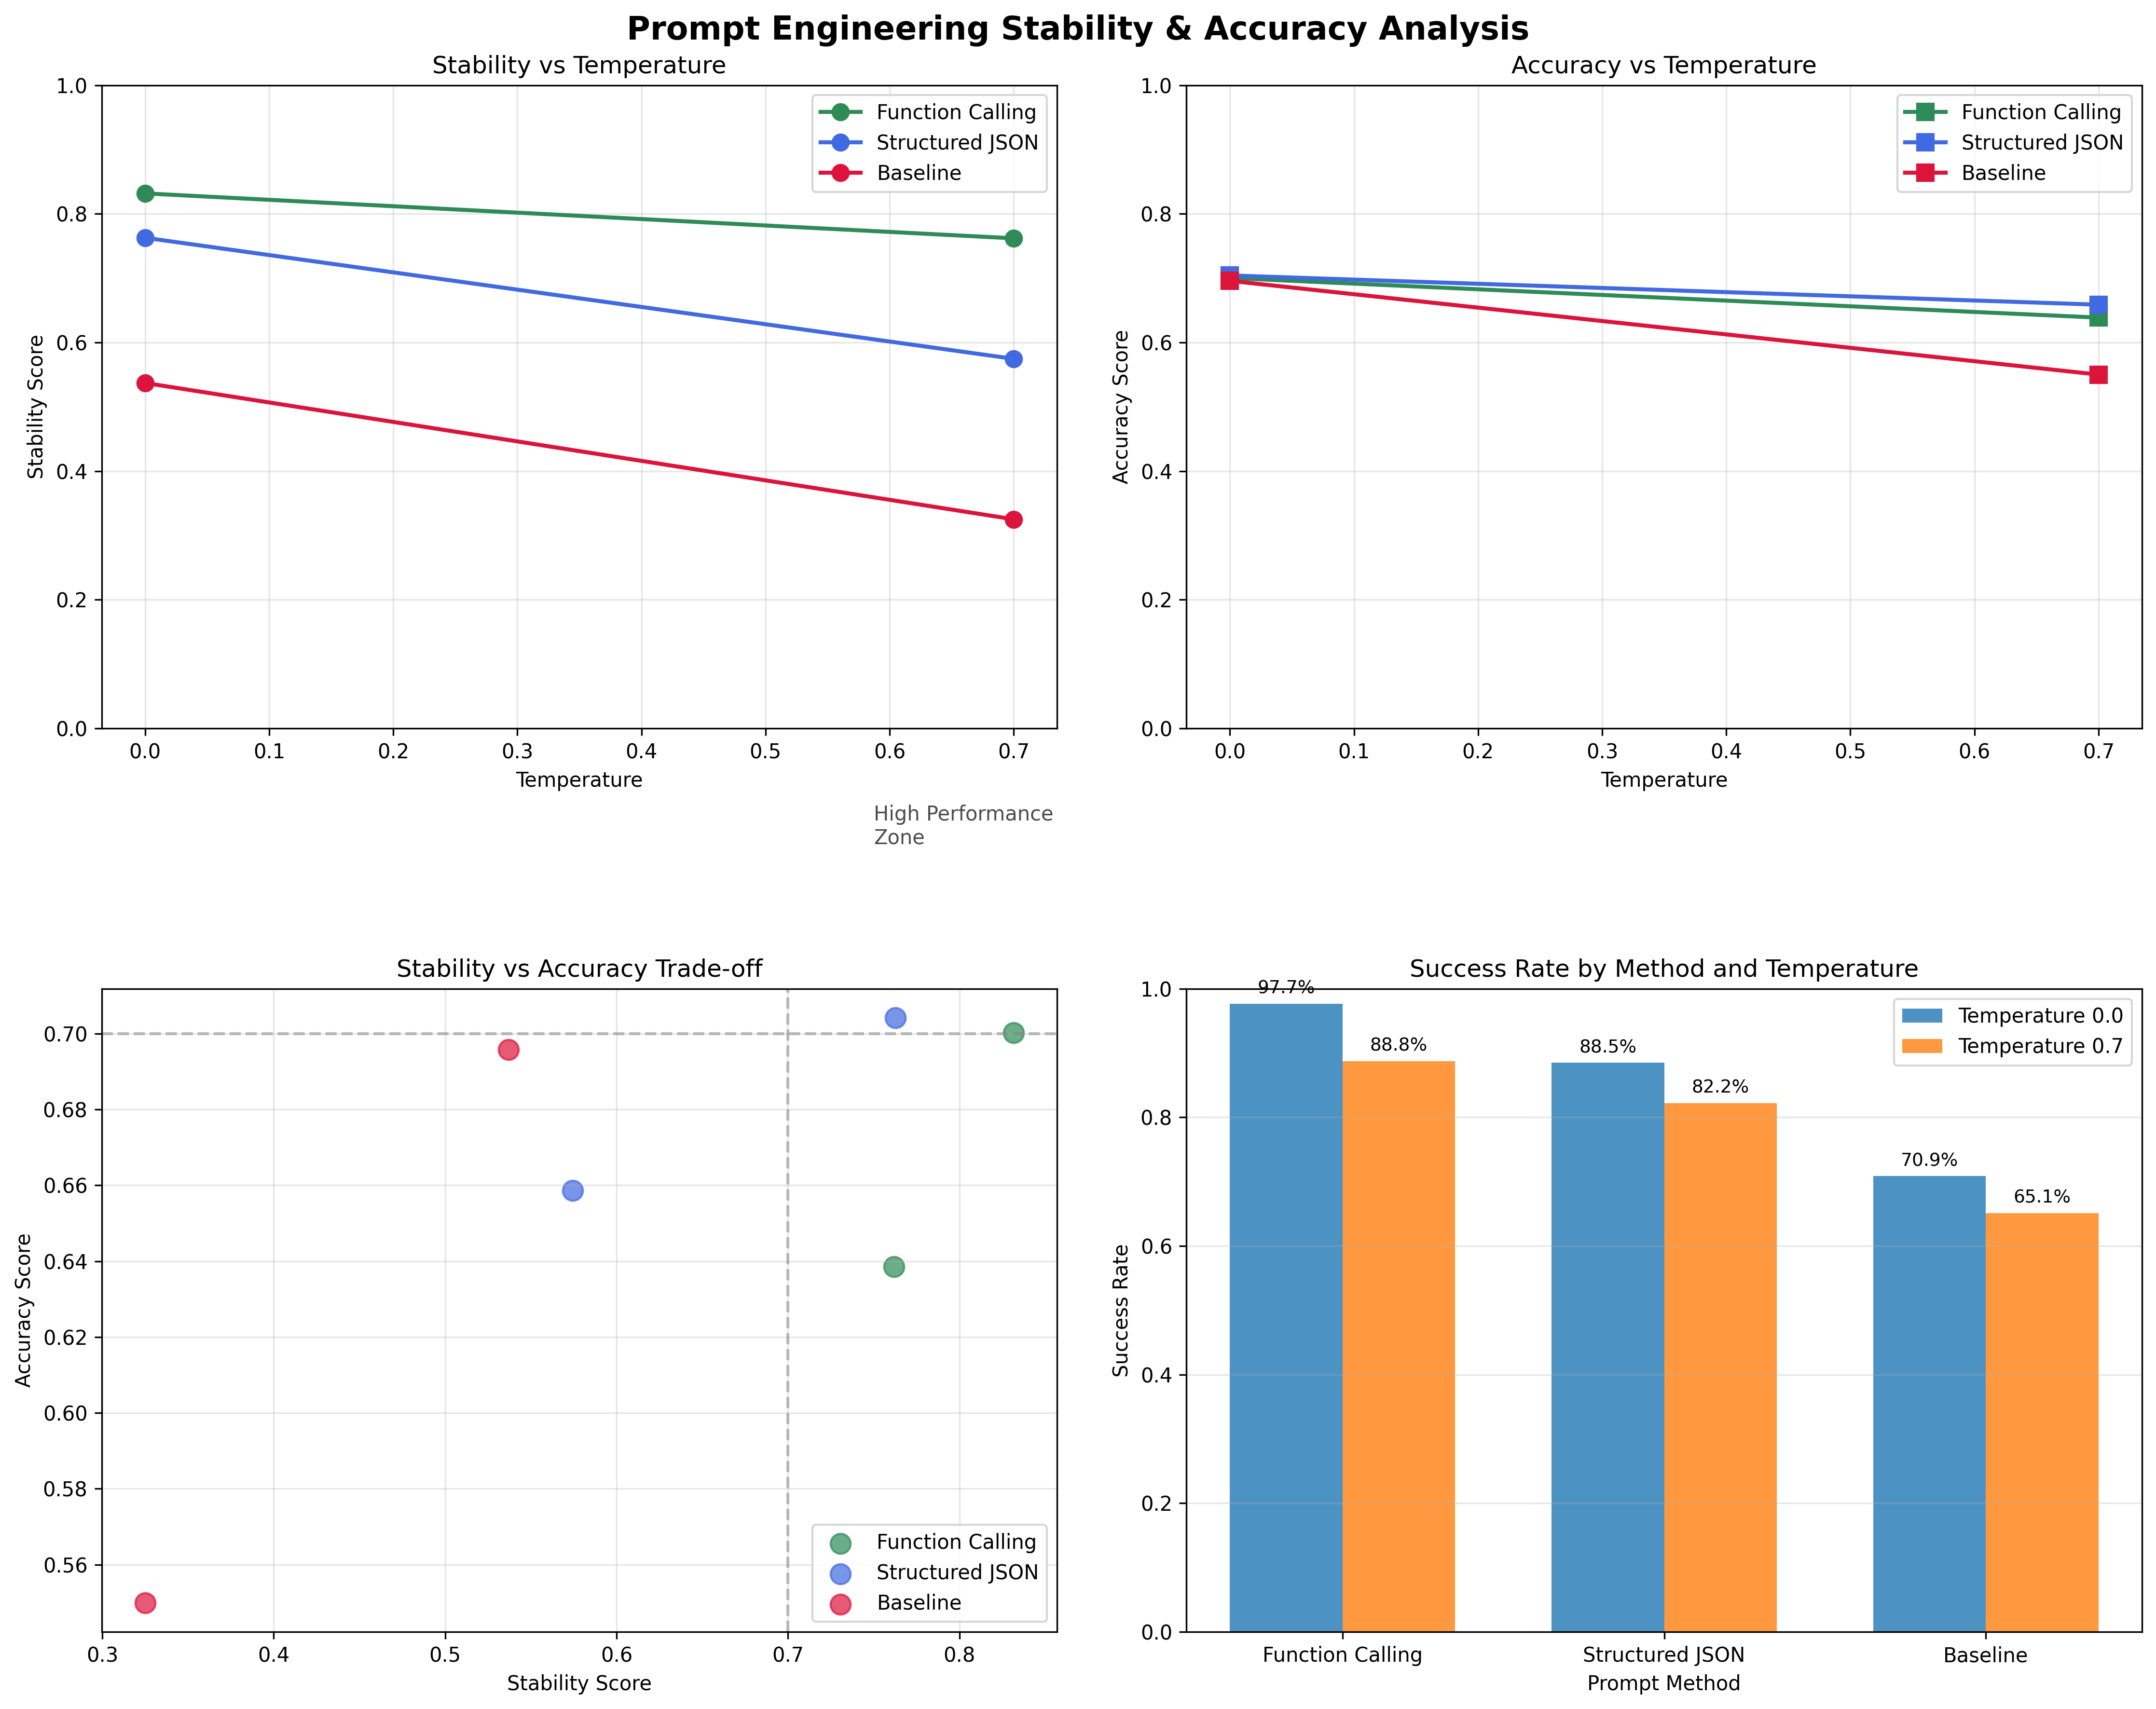 Prompt Engineering Stability & Accuracy Analysis
Stability vs Temperature
1.0
0.8
0.6
0.4
0.2
0.0
Stability Score
Function Calling
Structured JSON
Baseline
0.0 0.1 0.2 0.3 0.4 0.5 0.6 0.7
Temperature
Accuracy vs Temperature
1.0
0.8
0.6
0.4
0.2
0.0
Accuracy Score
Function Calling
Structured JSON
Baseline
0.0 0.1 0.2 0.3 0.4 0.5 0.6 0.7
Temperature
High Performance
Zone
Stability vs Accuracy Trade-off
0.70
0.68
0.66
0.64
0.62
0.60
0.58
0.56
Accuracy Score
Function Calling
Structured JSON
Baseline
0.3 0.4 0.5 0.6 0.7 0.8
Stability Score
Success Rate by Method and Temperature
1.0
0.8
0.6
0.4
0.2
0.0
Success Rate
Temperature 0.0
Temperature 0.7
97.7%
88.8%
88.5%
82.2%
70.9%
65.1%
Function Calling Structured JSON Baseline
Prompt Method